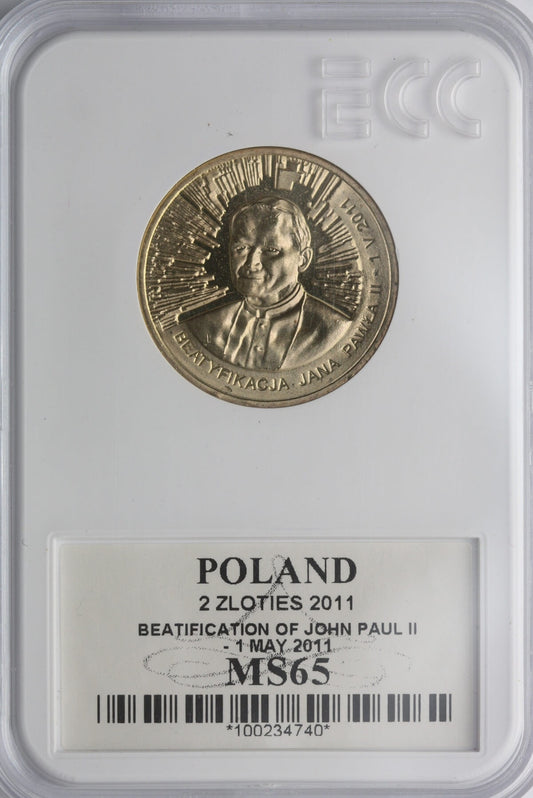 ECC
BEATYFIKACJA · JANA PAWŁA II - 1 V 2011
POLAND
2 ZLOTIES 2011
BEATIFICATION OF JOHN PAUL II
- 1 MAY 2011
MS65
*100234740*